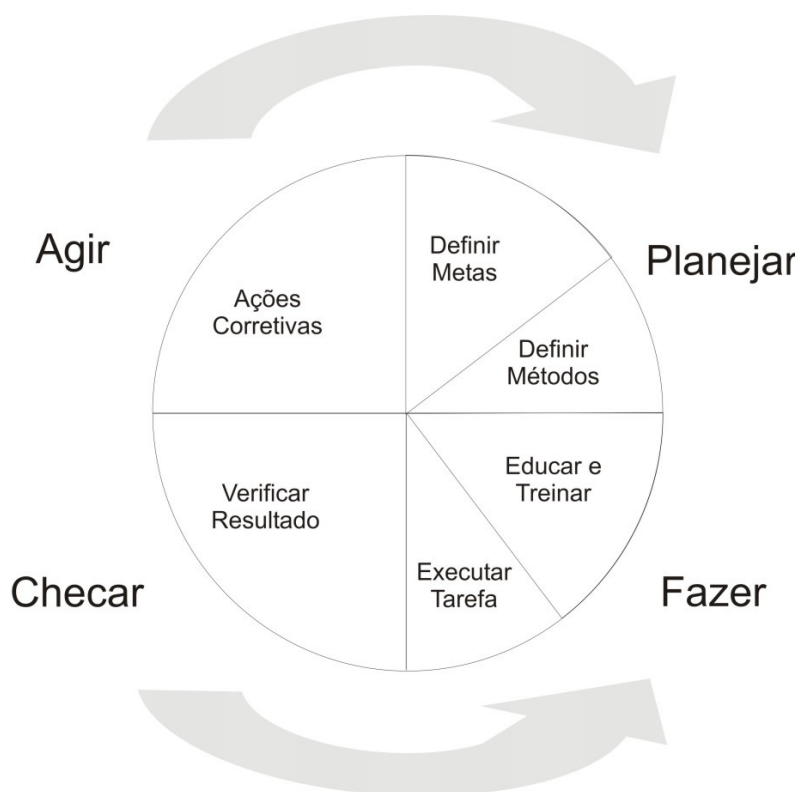 Agir
Planejar
Definir
Metas
Ações
Corretivas
Definir
Métodos
Educar e
Treinar
Verificar
Resultado
Executar
Tarefa
Checar
Fazer